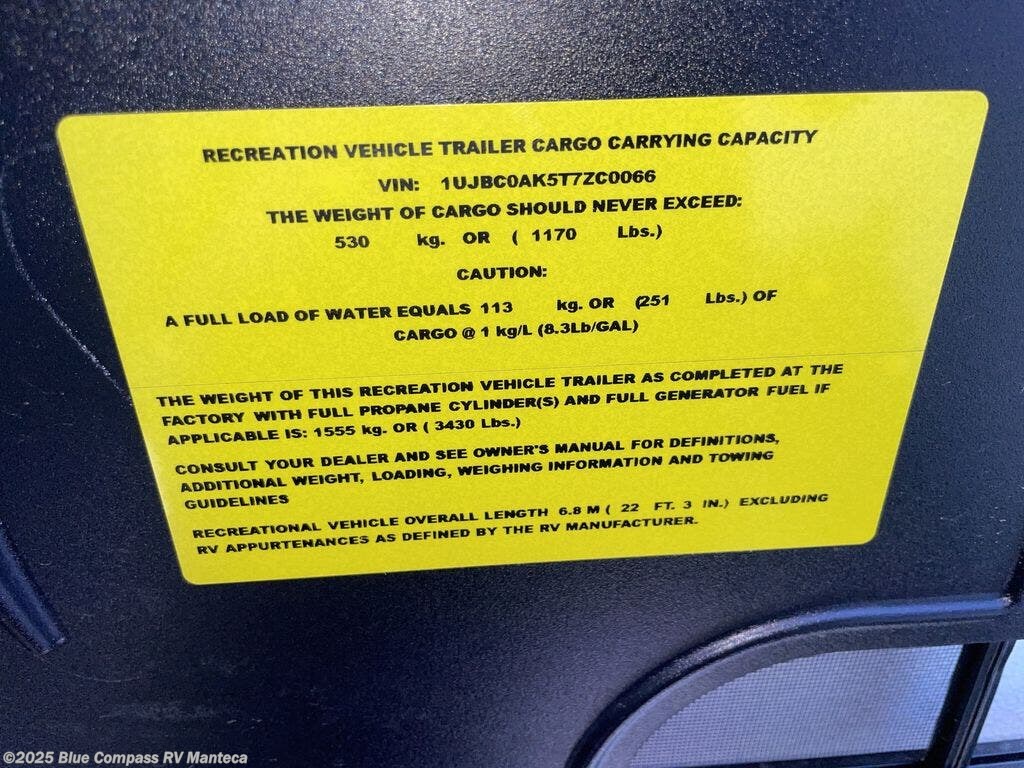 RECREATION VEHICLE TRAILER CARGO CARRYING CAPACITY
VIN: 1UJBC0AK5T7ZC0066
THE WEIGHT OF CARGO SHOULD NEVER EXCEED:
530 kg. OR ( 1170 Lbs.)
CAUTION:
A FULL LOAD OF WATER EQUALS 113 kg. OR (251 Lbs.) OF
CARGO @ 1 kg/L (8.3Lb/GAL)
THE WEIGHT OF THIS RECREATION VEHICLE TRAILER AS COMPLETED AT THE
FACTORY WITH FULL PROPANE CYLINDER(S) AND FULL GENERATOR FUEL IF
APPLICABLE IS: 1555 kg. OR ( 3430 Lbs.)
CONSULT YOUR DEALER AND SEE OWNER'S MANUAL FOR DEFINITIONS,
ADDITIONAL WEIGHT, LOADING, WEIGHING INFORMATION AND TOWING
GUIDELINES
RECREATIONAL VEHICLE OVERALL LENGTH 6.8 M ( 22 FT. 3 IN.) EXCLUDING
RV APPURTENANCES AS DEFINED BY THE RV MANUFACTURER.
©2025 Blue Compass RV Manteca